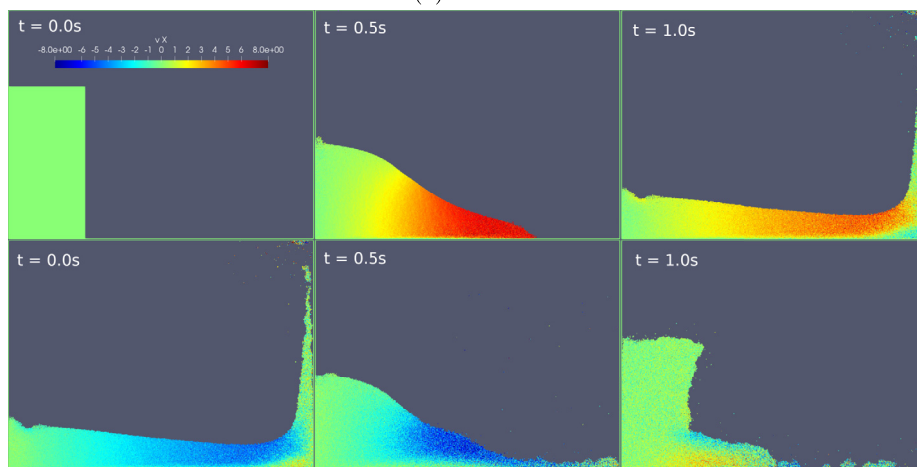 t = 0.0s
v X
-8.0e+00 -6 -5 -4 -3 -2 -1 0 1 2 3 4 5 6 8.0e+00
t = 0.5s
t = 1.0s
t = 0.0s
t = 0.5s
t = 1.0s